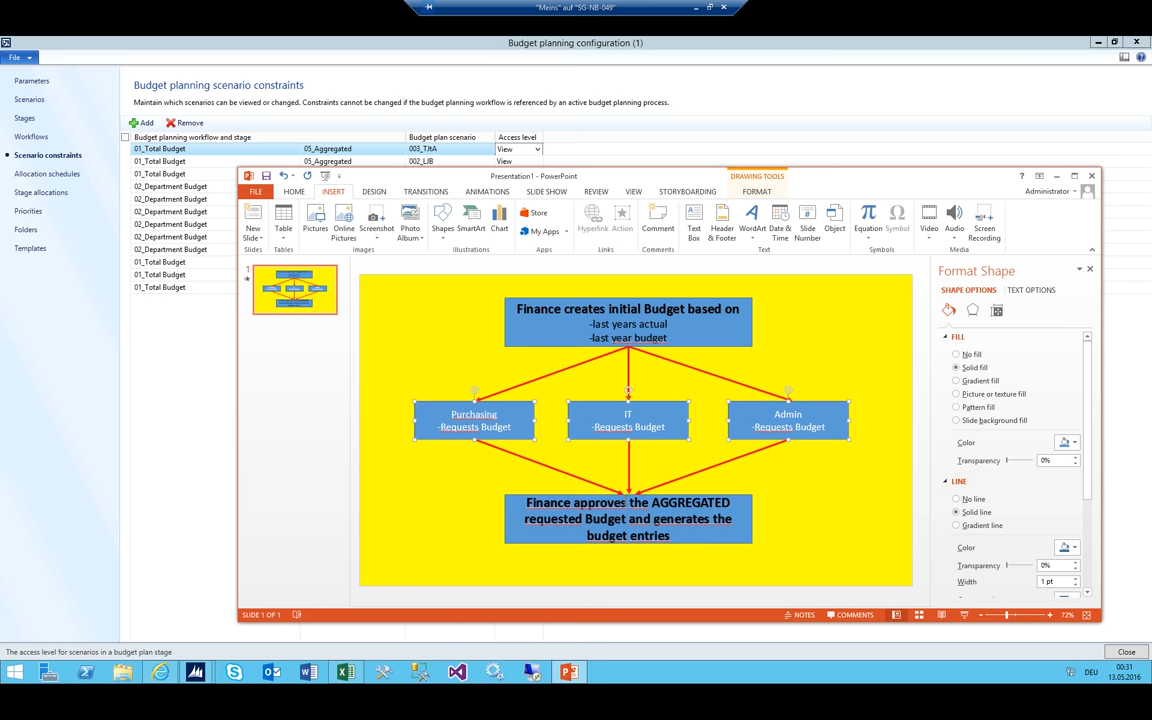 "Meins" auf "SG-NB-049"
Budget planning configuration (1)
File
Parameters
Scenarios
Stages
Workflows
Scenario constraints
Allocation schedules
Stage allocations
Priorities
Folders
Templates
Budget planning scenario constraints
Maintain which scenarios can be viewed or changed. Constraints cannot be changed if the budget planning workflow is referenced by an active budget planning process.
Add Remove
Budget planning workflow and stage Budget plan scenario Access level
01_Total Budget 05_Aggregated 003_TJtA View
01_Total Budget 05_Aggregated 002_LJB View
01_Total Budget
02_Department Budget
02_Department Budget
02_Department Budget
02_Department Budget
02_Department Budget
02_Department Budget
01_Total Budget
01_Total Budget
01_Total Budget
Presentation1 - PowerPoint
DRAWING TOOLS
FILE HOME INSERT DESIGN TRANSITIONS ANIMATIONS SLIDE SHOW REVIEW VIEW STORYBOARDING FORMAT
Administrator
New Slide
Table
Pictures
Online Pictures
Screenshot
Photo Album
Shapes
SmartArt
Chart
Store
My Apps
Hyperlink
Action
Comment
Text Box
Header & Footer
WordArt
Date & Time
Slide Number
Object
Equation
Symbol
Video
Audio
Screen Recording
Slides Tables Images Illustrations Apps Links Comments Text Symbols Media
1
Finance creates initial Budget based on
-last years actual
-last year budget
Purchasing
-Requests Budget
IT
-Requests Budget
Admin
-Requests Budget
Finance approves the AGGREGATED
requested Budget and generates the
budget entries
Format Shape
SHAPE OPTIONS TEXT OPTIONS
FILL
No fill
Solid fill
Gradient fill
Picture or texture fill
Pattern fill
Slide background fill
Color
Transparency 0%
LINE
No line
Solid line
Gradient line
Color
Transparency 0%
Width 1 pt
SLIDE 1 OF 1
NOTES COMMENTS 72%
The access level for scenarios in a budget plan stage
Close
DEU
00:31
13.05.2016